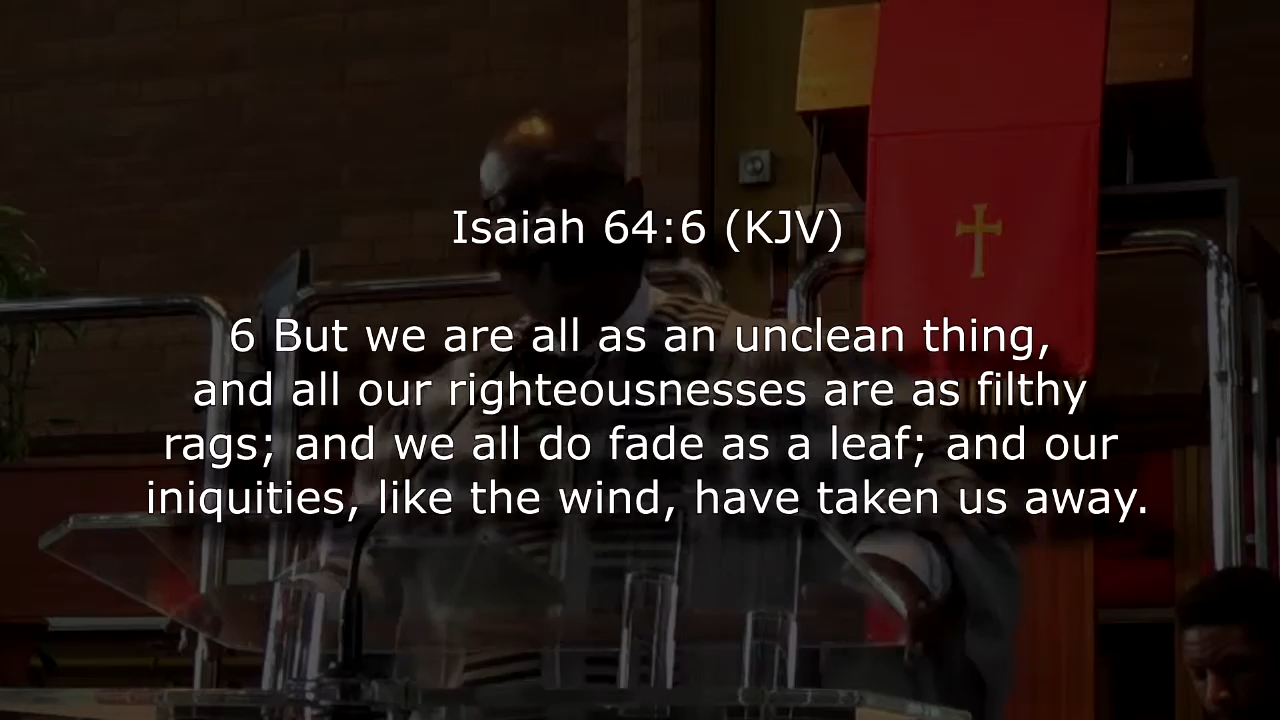 Isaiah 64:6 (KJV)
6 But we are all as an unclean thing,
and all our righteousnesses are as filthy
rags; and we all do fade as a leaf; and our
iniquities, like the wind, have taken us away.